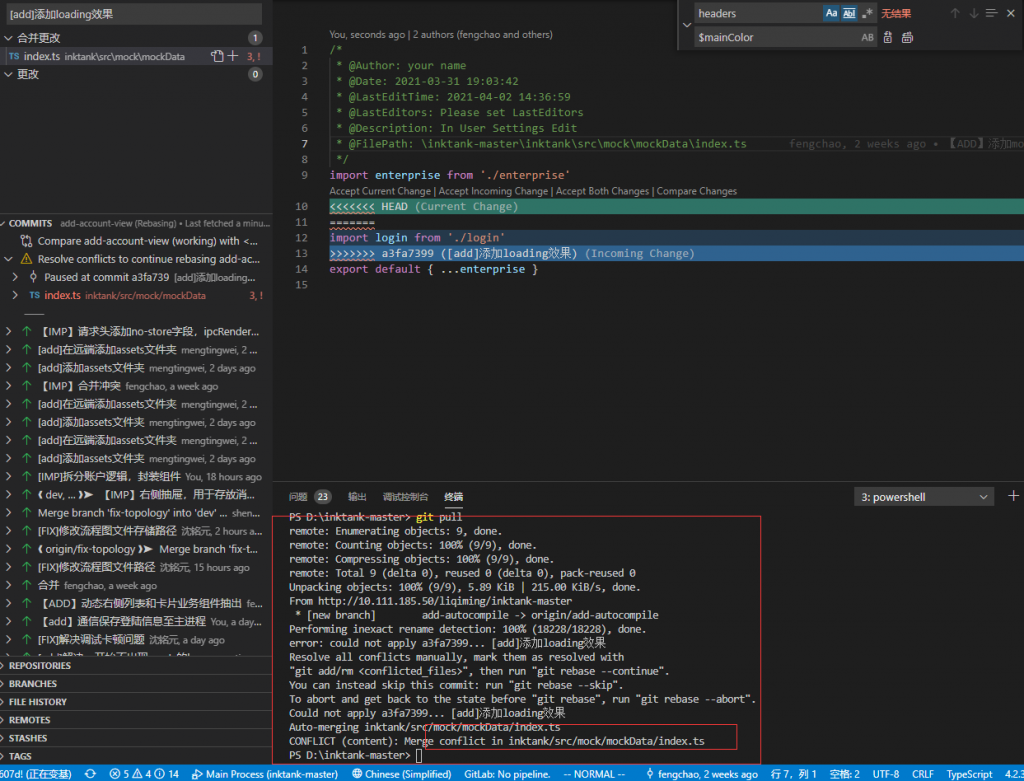 [add]添加loading效果
合并更改 1
TS index.ts inktank\src\mock\mockData 3, !
更改 0
COMMITS add-account-view (Rebasing) • Last fetched a minu...
Compare add-account-view (working) with <...
Resolve conflicts to continue rebasing add-ac...
Paused at commit a3fa739 [add]添加loading...
TS index.ts inktank/src/mock/mockData 3, !
【IMP】请求头添加no-store字段，ipcRender...
[add]在远端添加assets文件夹 mengtingwei, 2 ...
[add]添加assets文件夹 mengtingwei, 2 days ago
【IMP】合并冲突 fengchao, a week ago
[add]在远端添加assets文件夹 mengtingwei, 2 ...
[add]添加assets文件夹 mengtingwei, 2 days ago
[add]在远端添加assets文件夹 mengtingwei, 2 ...
[add]添加assets文件夹 mengtingwei, 2 days ago
[IMP]拆分账户逻辑，封装组件 You, 18 hours ago
dev, ... 【IMP】右侧抽屉，用于存放消...
Merge branch 'fix-topology' into 'dev' ... shen...
[FIX]修改流程图文件存储路径 沈铭元, 2 hours a...
origin/fix-topology Merge branch 'fix-t...
[FIX]修改流程图文件路径 沈铭元, 15 hours ago
合并 fengchao, a week ago
【ADD】动态右侧列表和卡片业务组件抽出 fe...
【add】通信保存登陆信息至主进程 You, a day...
[FIX]解决调试卡顿问题 沈铭元, a day ago
REPOSITORIES
BRANCHES
FILE HISTORY
REMOTES
STASHES
TAGS
headers Aa Abl .* 无结果
$mainColor AB
You, seconds ago | 2 authors (fengchao and others)
1 /*
2 * @Author: your name
3 * @Date: 2021-03-31 19:03:42
4 * @LastEditTime: 2021-04-02 14:36:59
5 * @LastEditors: Please set LastEditors
6 * @Description: In User Settings Edit
7 * @FilePath: \inktank-master\inktank\src\mock\mockData\index.ts fengchao, 2 weeks ago • 【ADD】添加mo
8 */
9 import enterprise from './enterprise'
Accept Current Change | Accept Incoming Change | Accept Both Changes | Compare Changes
10 <<<<<<< HEAD (Current Change)
11 =======
12 import login from './login'
13 >>>>>>> a3fa7399 ([add]添加loading效果) (Incoming Change)
14 export default { ...enterprise }
15
问题 23 输出 调试控制台 终端 3: powershell
PS D:\inktank-master> git pull
remote: Enumerating objects: 9, done.
remote: Counting objects: 100% (9/9), done.
remote: Compressing objects: 100% (9/9), done.
remote: Total 9 (delta 0), reused 0 (delta 0), pack-reused 0
Unpacking objects: 100% (9/9), 5.89 KiB | 215.00 KiB/s, done.
From http://10.111.185.50/liqiming/inktank-master
* [new branch] add-autocompile -> origin/add-autocompile
Performing inexact rename detection: 100% (18228/18228), done.
error: could not apply a3fa7399... [add]添加loading效果
Resolve all conflicts manually, mark them as resolved with
"git add/rm <conflicted_files>", then run "git rebase --continue".
You can instead skip this commit: run "git rebase --skip".
To abort and get back to the state before "git rebase", run "git rebase --abort".
Could not apply a3fa7399... [add]添加loading效果
Auto-merging inktank/src/mock/mockData/index.ts
CONFLICT (content): Merge conflict in inktank/src/mock/mockData/index.ts
PS D:\inktank-master>
607d! (正在变基) 5 4 14 Main Process (inktank-master) Chinese (Simplified) GitLab: No pipeline. -- NORMAL -- fengchao, 2 weeks ago 行 7，列 1 空格: 2 UTF-8 CRLF TypeScript 4.2.3